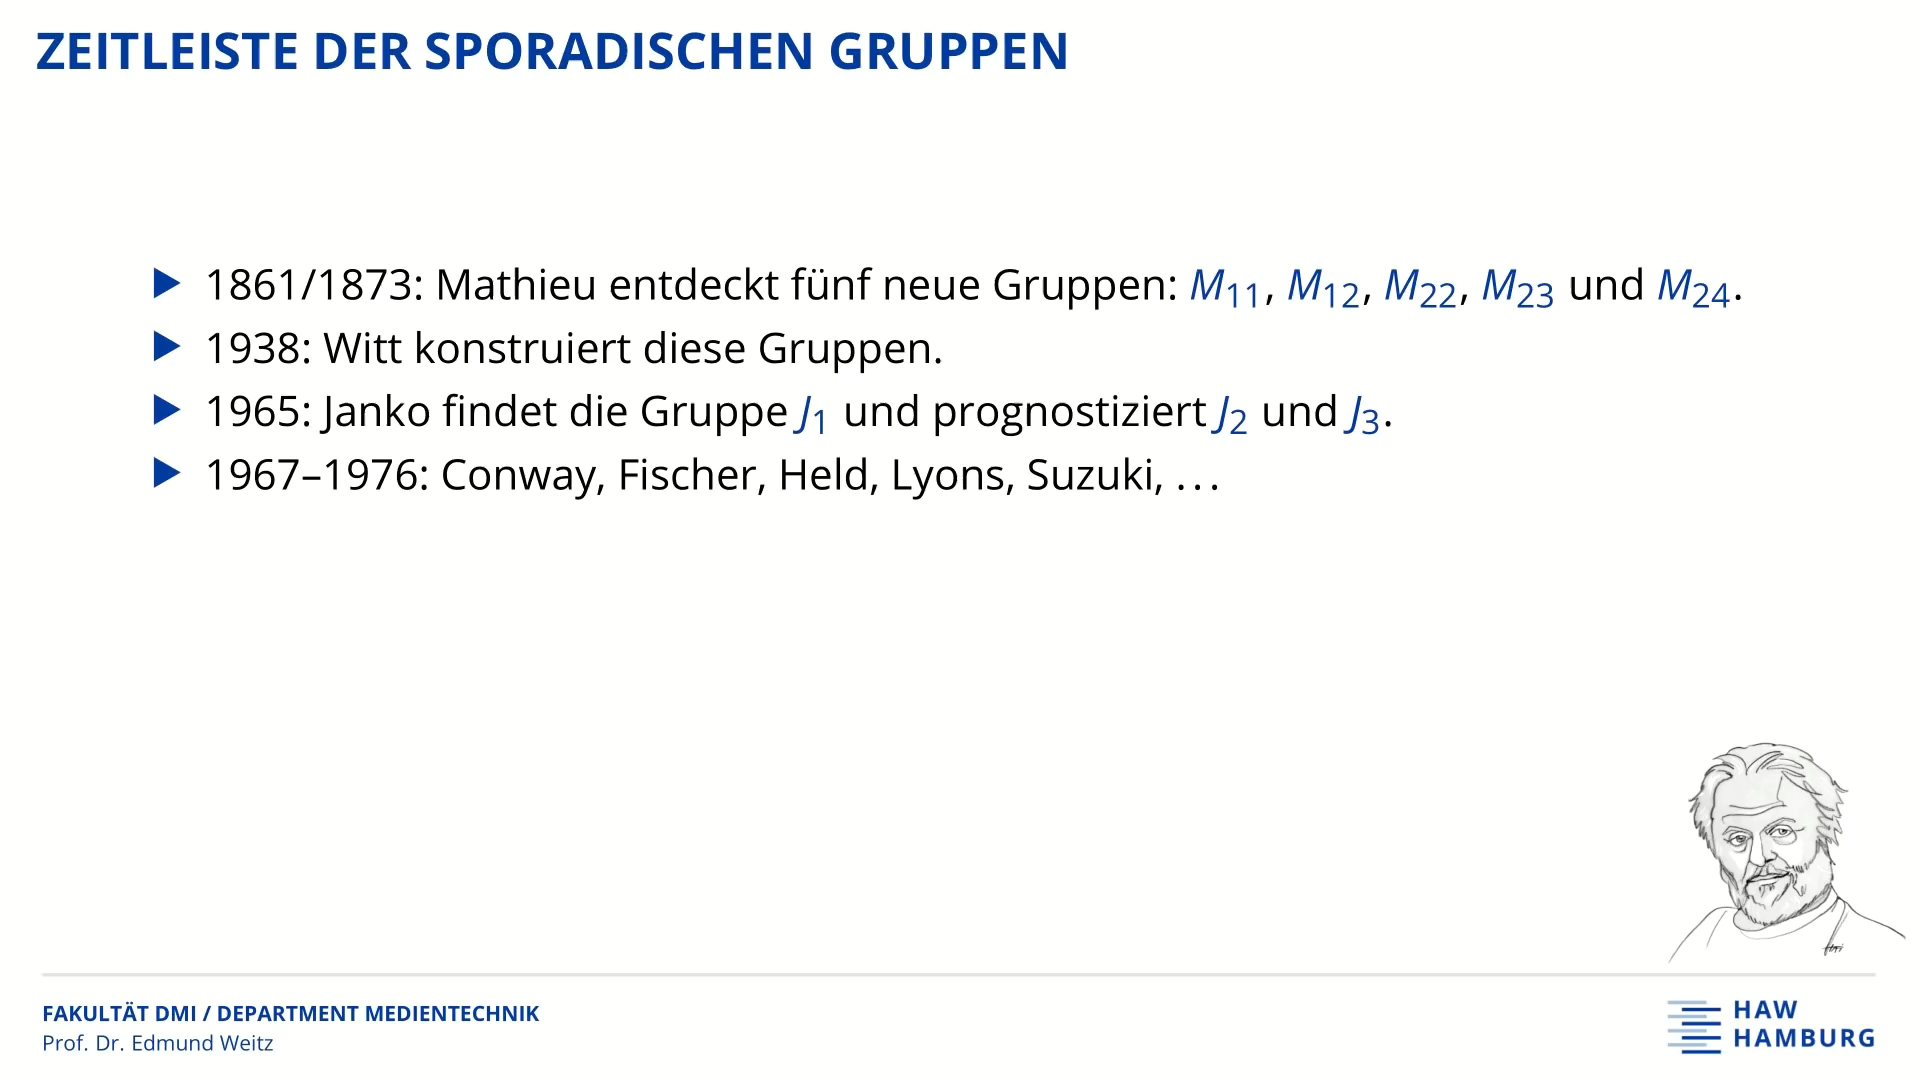 ZEITLEISTE DER SPORADISCHEN GRUPPEN
1861/1873: Mathieu entdeckt fünf neue Gruppen: M11, M12, M22, M23 und M24.
1938: Witt konstruiert diese Gruppen.
1965: Janko findet die Gruppe J1 und prognostiziert J2 und J3.
1967–1976: Conway, Fischer, Held, Lyons, Suzuki, ...
FAKULTÄT DMI / DEPARTMENT MEDIENTECHNIK
Prof. Dr. Edmund Weitz
HAW
HAMBURG